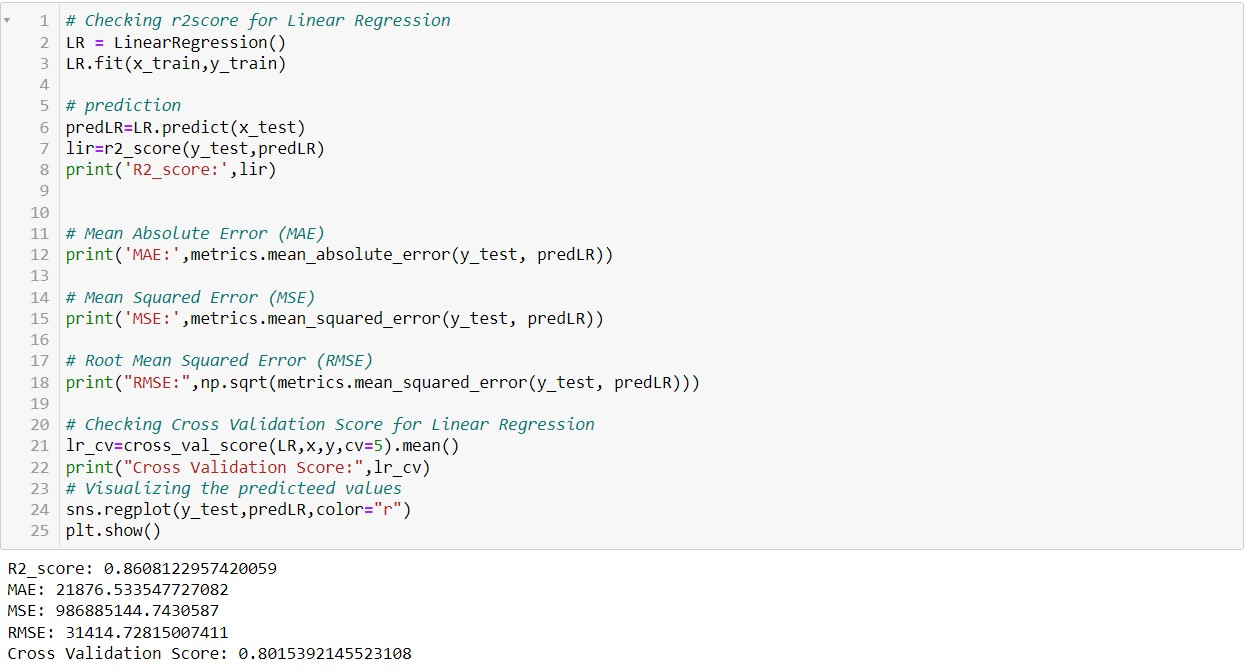 1 # Checking r2score for Linear Regression
2 LR = LinearRegression()
3 LR.fit(x_train,y_train)
4
5 # prediction
6 predLR=LR.predict(x_test)
7 lir=r2_score(y_test,predLR)
8 print('R2_score:',lir)
9
10
11 # Mean Absolute Error (MAE)
12 print('MAE:',metrics.mean_absolute_error(y_test, predLR))
13
14 # Mean Squared Error (MSE)
15 print('MSE:',metrics.mean_squared_error(y_test, predLR))
16
17 # Root Mean Squared Error (RMSE)
18 print("RMSE:",np.sqrt(metrics.mean_squared_error(y_test, predLR)))
19
20 # Checking Cross Validation Score for Linear Regression
21 lr_cv=cross_val_score(LR,x,y,cv=5).mean()
22 print("Cross Validation Score:",lr_cv)
23 # Visualizing the predicteed values
24 sns.regplot(y_test,predLR,color="r")
25 plt.show()
R2_score: 0.8608122957420059
MAE: 21876.533547727082
MSE: 986885144.7430587
RMSE: 31414.72815007411
Cross Validation Score: 0.8015392145523108